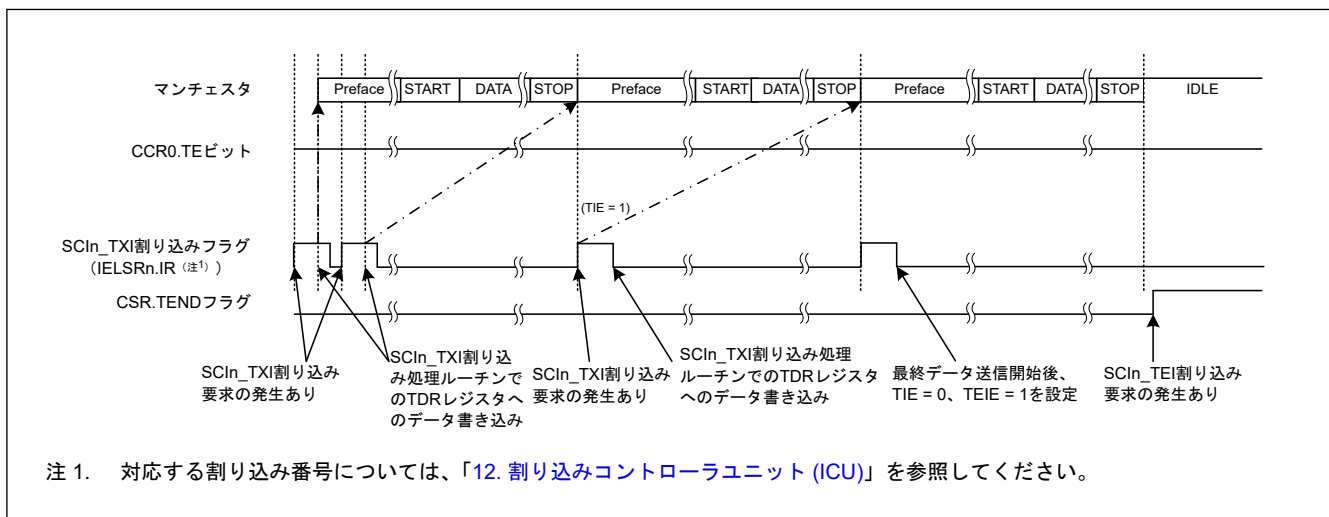 マンチェスタ
Preface START DATA STOP Preface START DATA STOP Preface START DATA STOP IDLE
CCR0.TEビット
(TIE = 1)
SCIn_TXI割り込みフラグ
（IELSRn.IR（注1））
CSR.TENDフラグ
SCIn_TXI割り込み
要求の発生あり
SCIn_TXI割り込
み処理ルーチンで
のTDRレジスタへ
のデータ書き込み
SCIn_TXI割り込み
要求の発生あり
SCIn_TXI割り込み処理
ルーチンでのTDRレジスタ
へのデータ書き込み
最終データ送信開始後、
TIE = 0、TEIE = 1を設定
SCIn_TEI割り込み
要求の発生あり
注 1. 対応する割り込み番号については、「12. 割り込みコントローラユニット (ICU)」を参照してください。